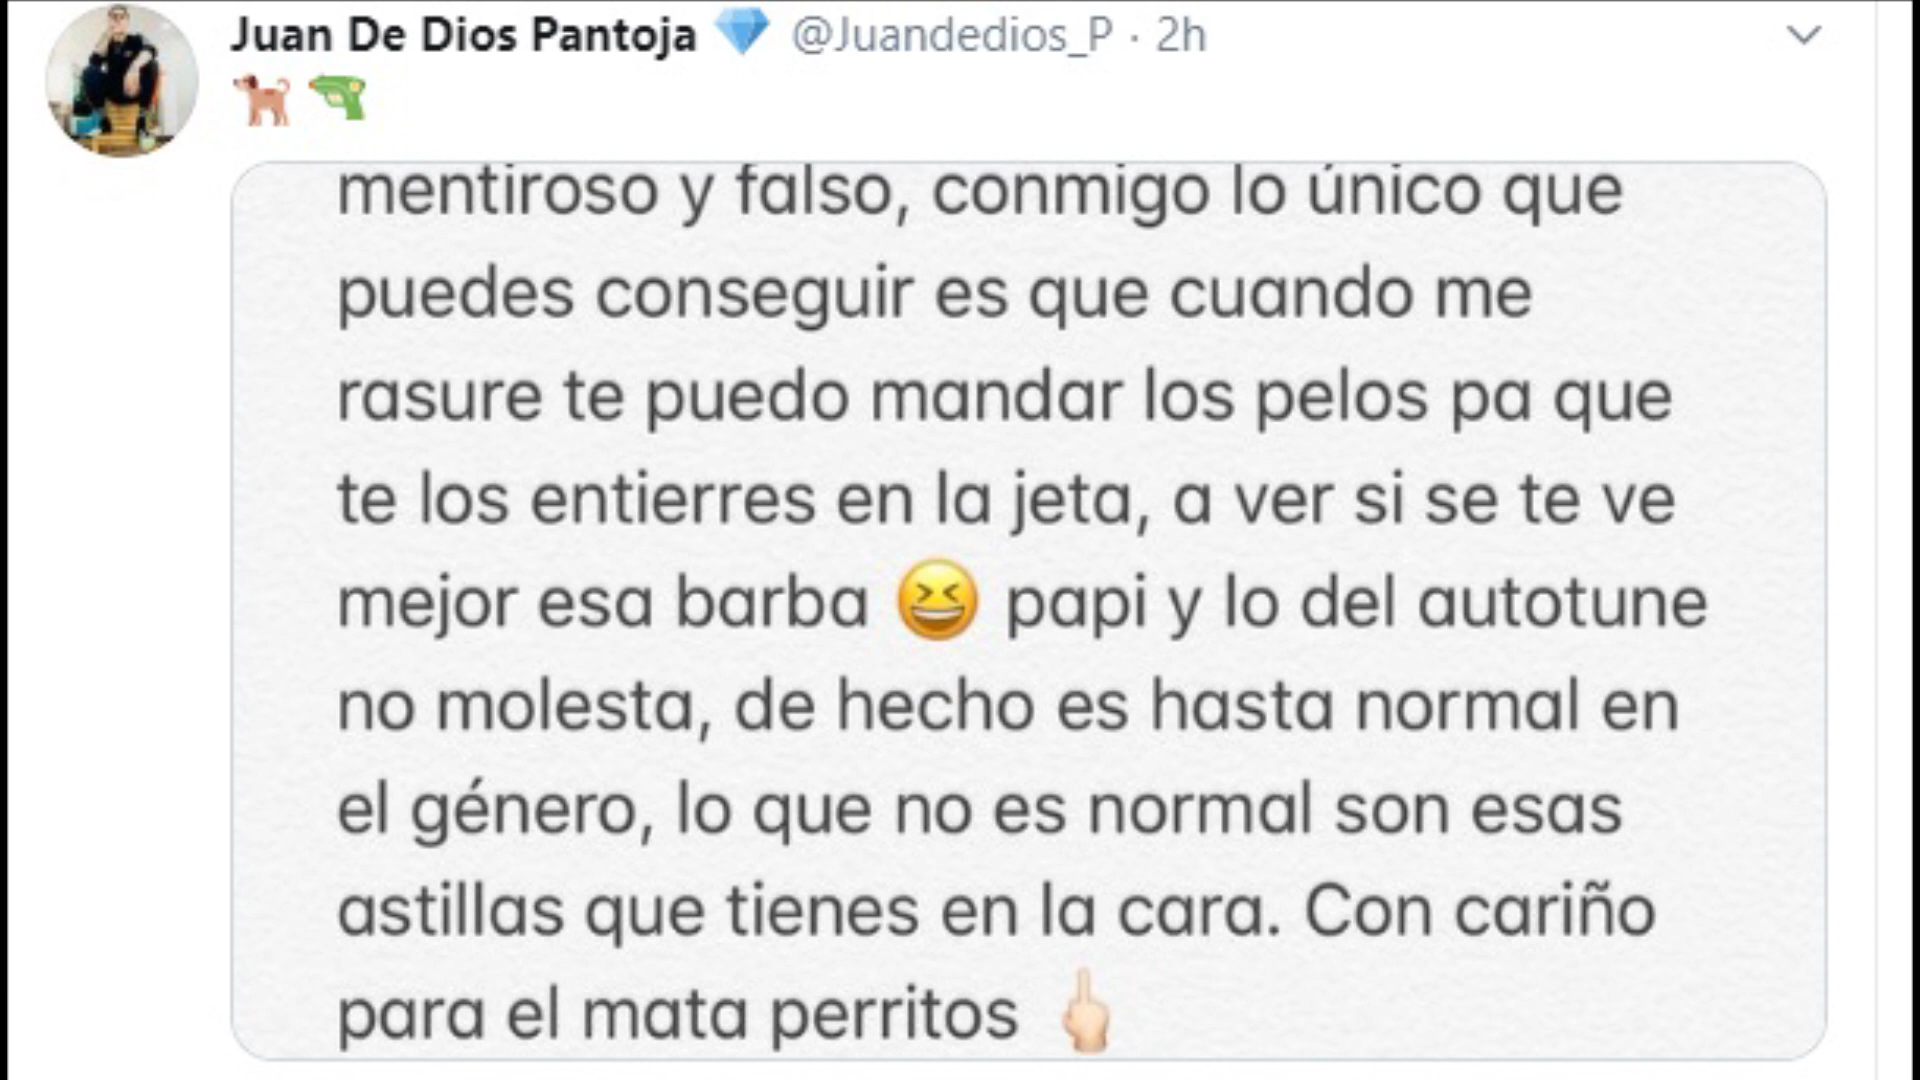 Juan De Dios Pantoja 💎 @Juandedios_P · 2h
🐕 🔫
mentiroso y falso, conmigo lo único que
puedes conseguir es que cuando me
rasure te puedo mandar los pelos pa que
te los entierres en la jeta, a ver si se te ve
mejor esa barba 😆 papi y lo del autotune
no molesta, de hecho es hasta normal en
el género, lo que no es normal son esas
astillas que tienes en la cara. Con cariño
para el mata perritos 🖕🏻